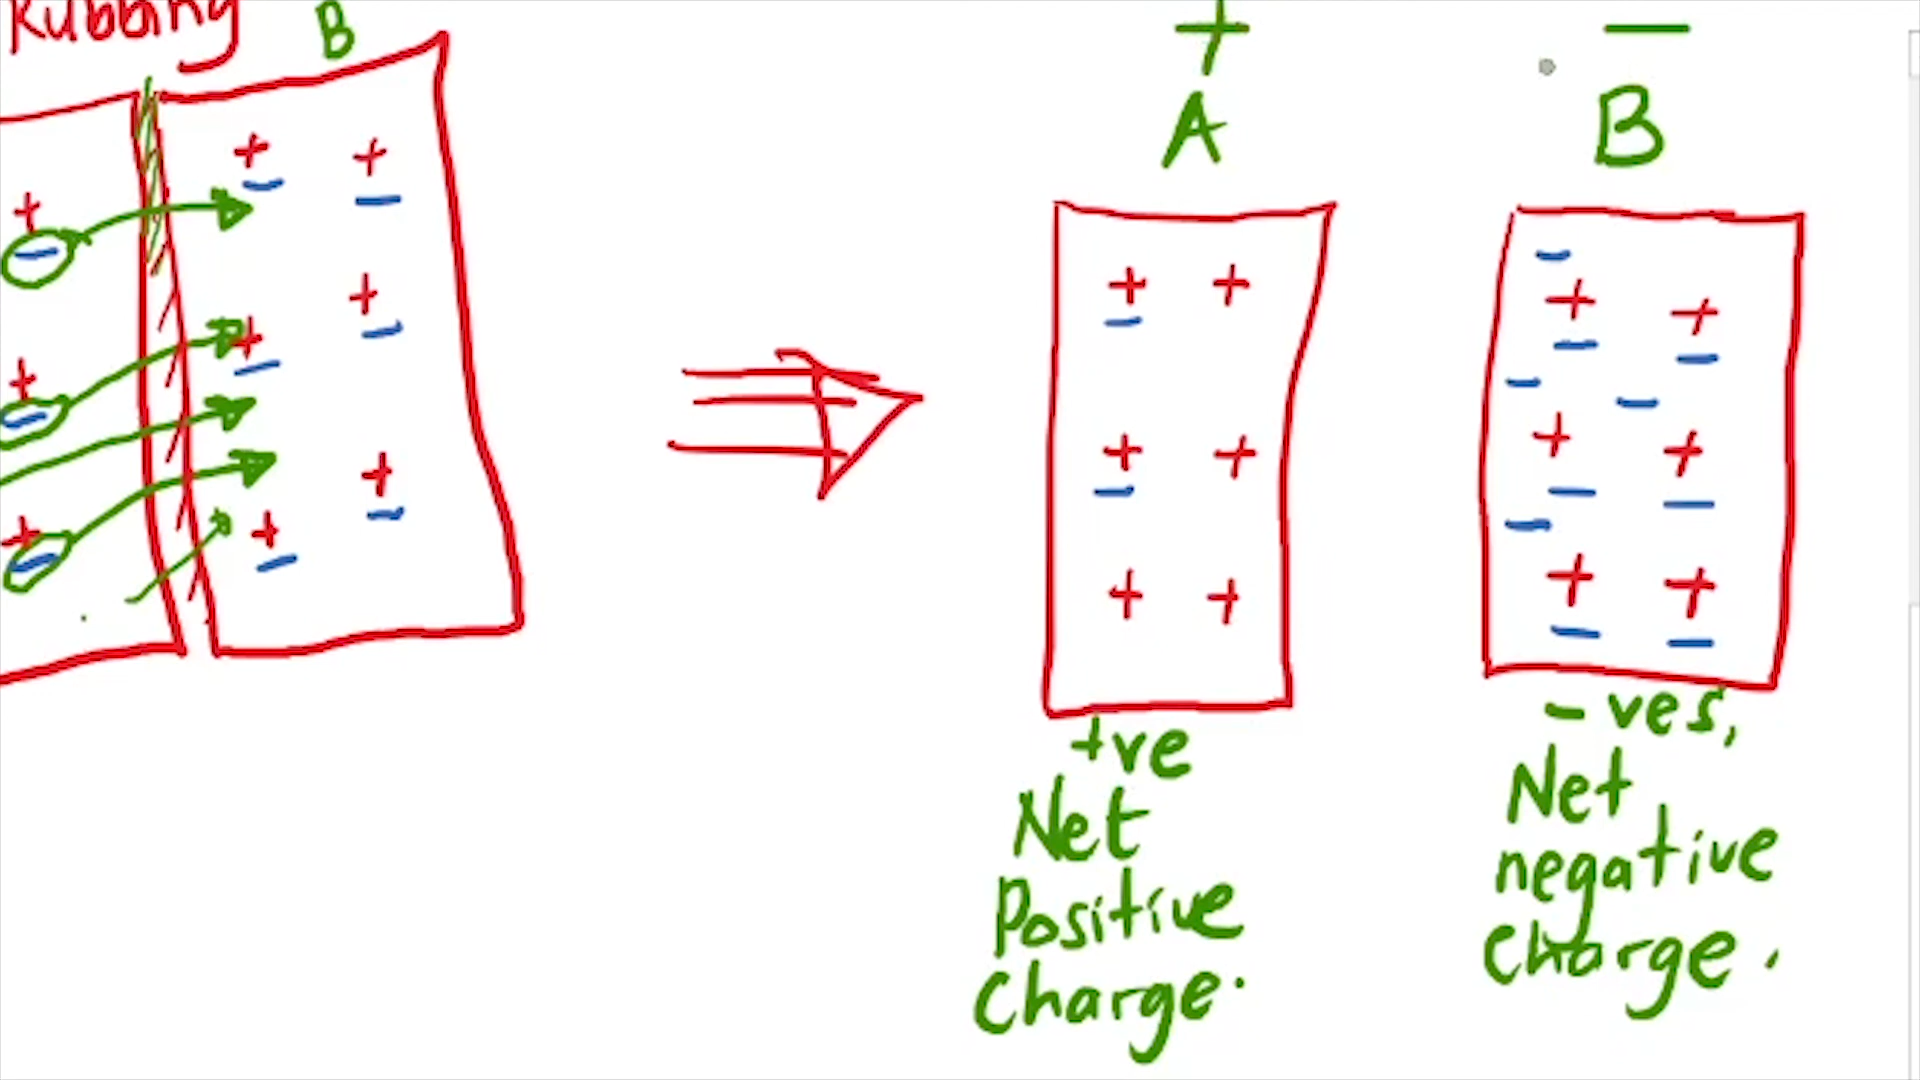 Rubbing
B
+ −
A B
+ +
− −
+ +
− −
+ +
− −
+ +
− −
+ +
−
+ +
−
+ +
−
+ +
− −
− −
+ +
− −
−
+ +
− −
+ve
Net
Positive
Charge.
- ves,
Net
negative
Charge.